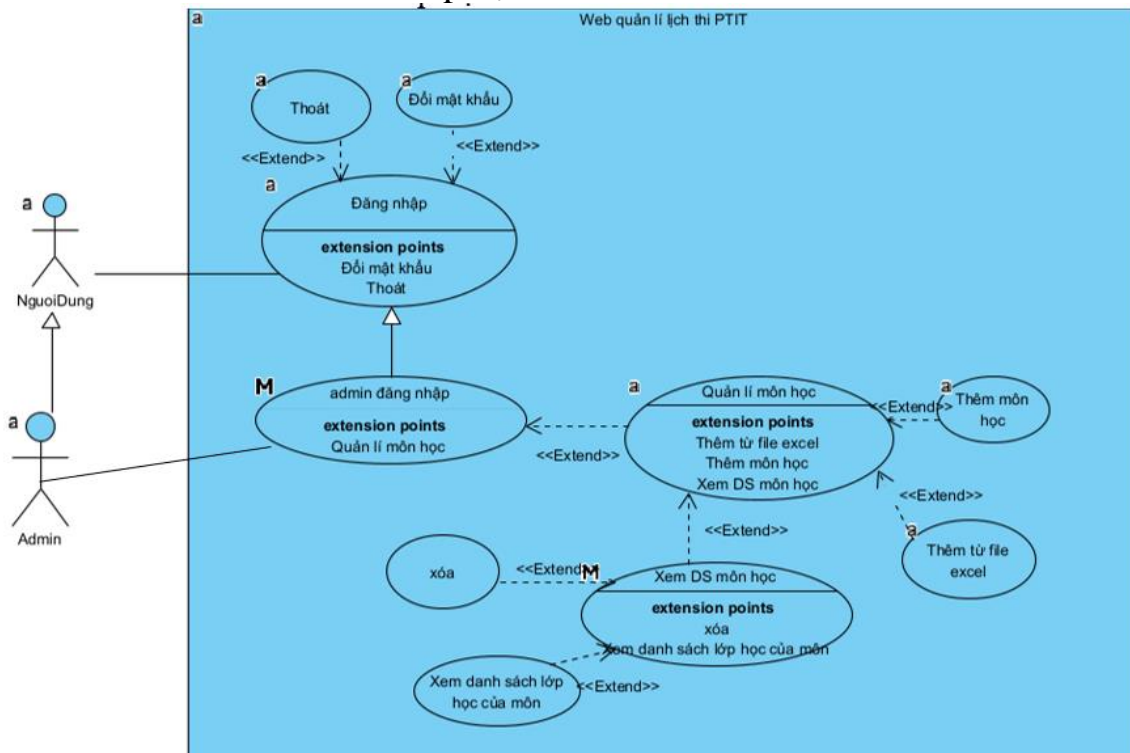 a
Web quản lí lịch thi PTIT
a
Thoát
a
Đổi mật khẩu
<<Extend>>
<<Extend>>
a
Đăng nhập
extension points
Đổi mật khẩu
Thoát
a
NguoiDung
M
admin đăng nhập
extension points
Quản lí môn học
a
Admin
<<Extend>>
a
Quản lí môn học
extension points
Thêm từ file excel
Thêm môn học
Xem DS môn học
<<Extend>>
a
Thêm môn
học
<<Extend>>
a
Thêm từ file
excel
<<Extend>>
xóa
<<Extend>>
M
Xem DS môn học
extension points
xóa
Xem danh sách lớp học của môn
Xem danh sách lớp
học của môn
<<Extend>>